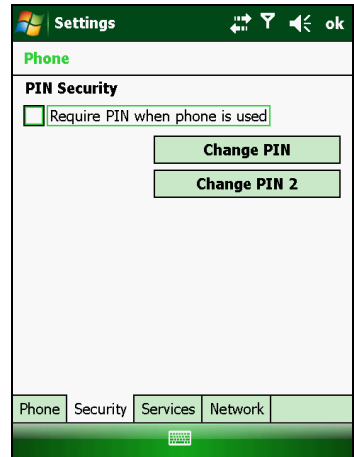 Settings ok
Phone
PIN Security
Require PIN when phone is used
Change PIN
Change PIN 2
Phone Security Services Network